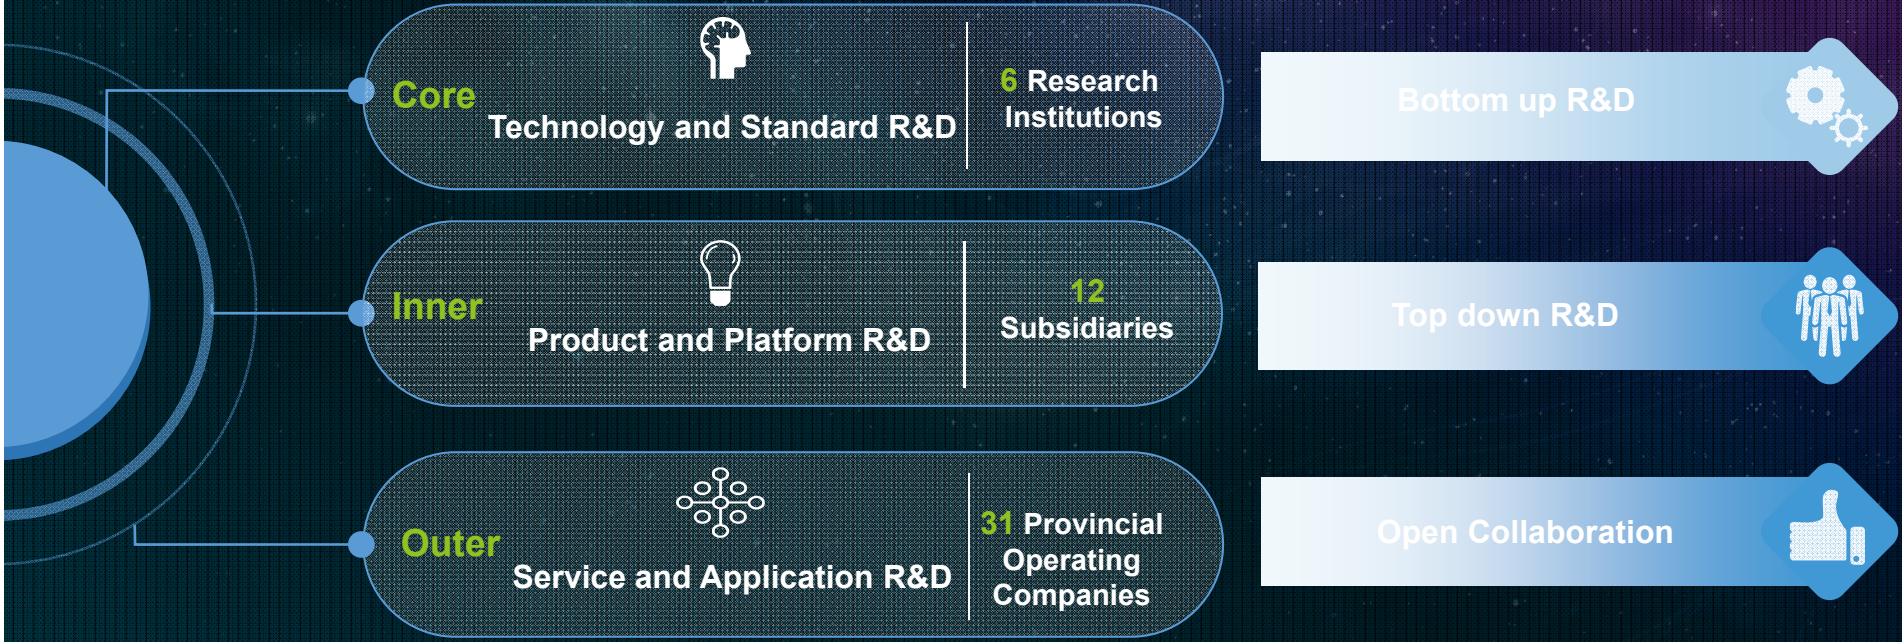 Core
Technology and Standard R&D
6 Research
Institutions
Bottom up R&D
Inner
Product and Platform R&D
12
Subsidiaries
Top down R&D
Outer
Service and Application R&D
31 Provincial
Operating
Companies
Open Collaboration